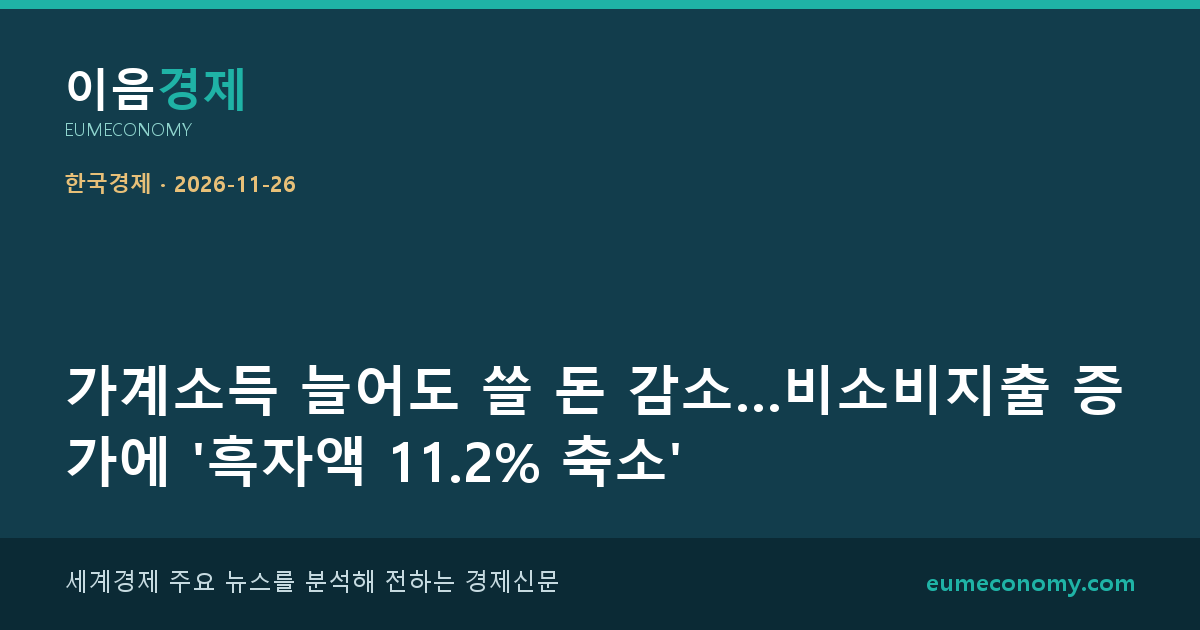 이음경제
EUMECONOMY
한국경제 · 2026-11-26
가계소득 늘어도 쓸 돈 감소...비소비지출 증
가에 '흑자액 11.2% 축소'
세계경제 주요 뉴스를 분석해 전하는 경제신문
eumeconomy.com